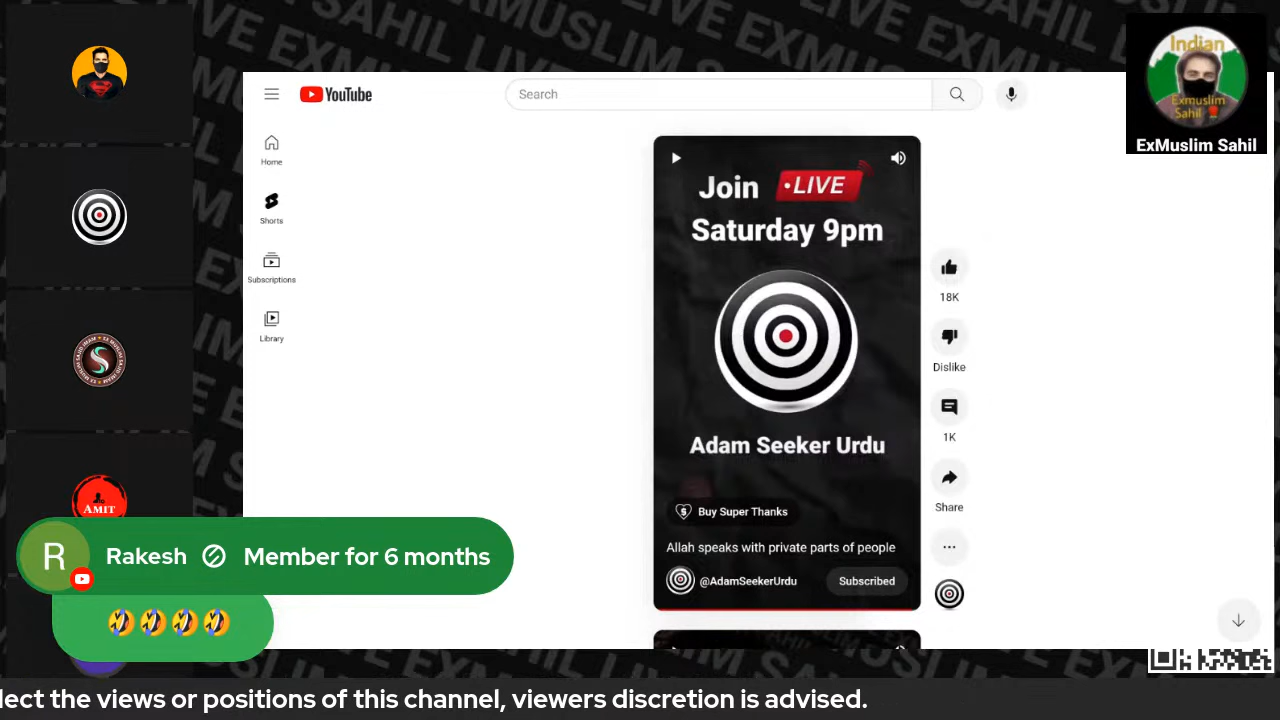 Indian
Exmuslim
Sahil
ExMuslim Sahil
YouTube
Search
Home
Shorts
Subscriptions
Library
Join LIVE
Saturday 9pm
Adam Seeker Urdu
Buy Super Thanks
Allah speaks with private parts of people
@AdamSeekerUrdu
Subscribed
18K
Dislike
1K
Share
AMIT
R
Rakesh
Member for 6 months
🤣🤣🤣🤣
lect the views or positions of this channel, viewers discretion is advised.